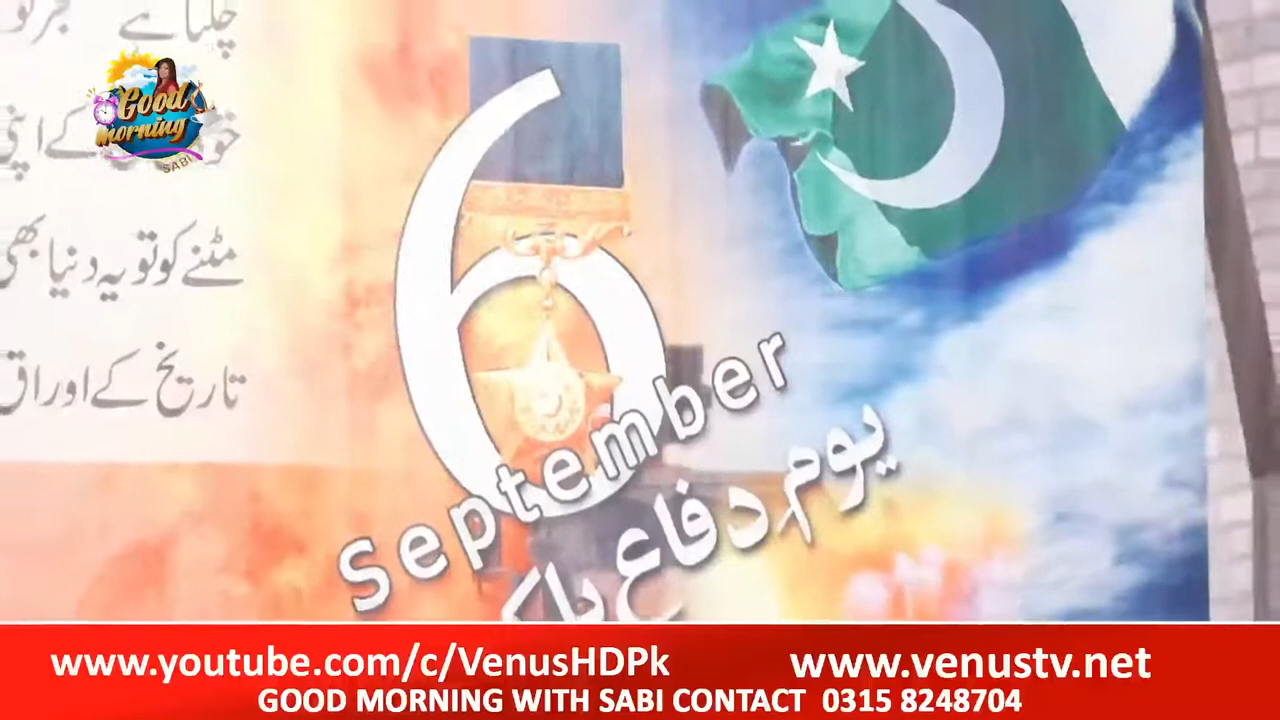 چلتا ہے
کے اپنی
مٹنے کو تو یہ دنیا بھی
تاریخ کے اوراق
Good
morning
SABI
6
September
یوم دفاع پاک
www.youtube.com/c/VenusHDPk
www.venustv.net
GOOD MORNING WITH SABI CONTACT 0315 8248704